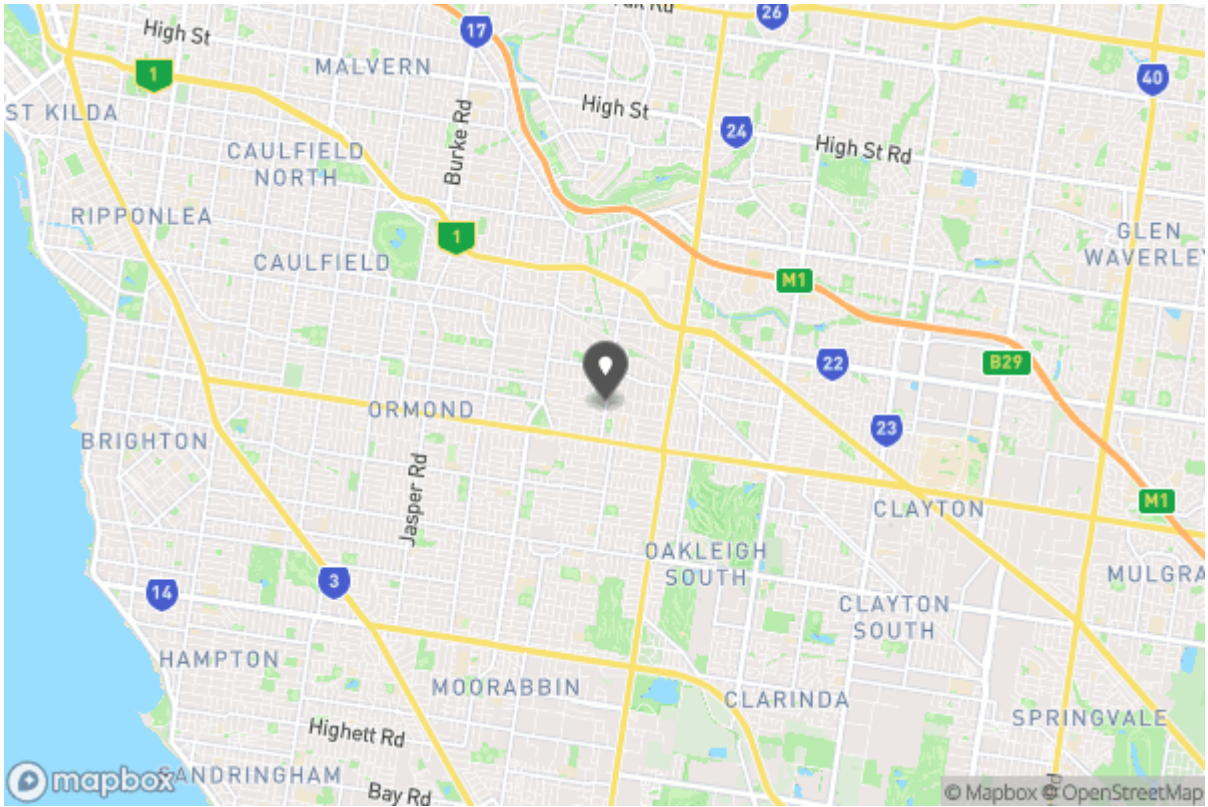 26
High St
17
MALVERN
1
40
ST KILDA
High St
24
Burke Rd
High St Rd
CAULFIELD
NORTH
RIPPONLEA
1
GLEN
WAVERLEY
CAULFIELD
M1
B29
22
ORMOND
23
BRIGHTON
Jasper Rd
M1
CLAYTON
OAKLEIGH
SOUTH
MULGRA
3
14
CLAYTON
SOUTH
HAMPTON
MOORABBIN
CLARINDA
SPRINGVALE
Highett Rd
mapbox
SANDRINGHAM
Bay Rd
© Mapbox © OpenStreetMap